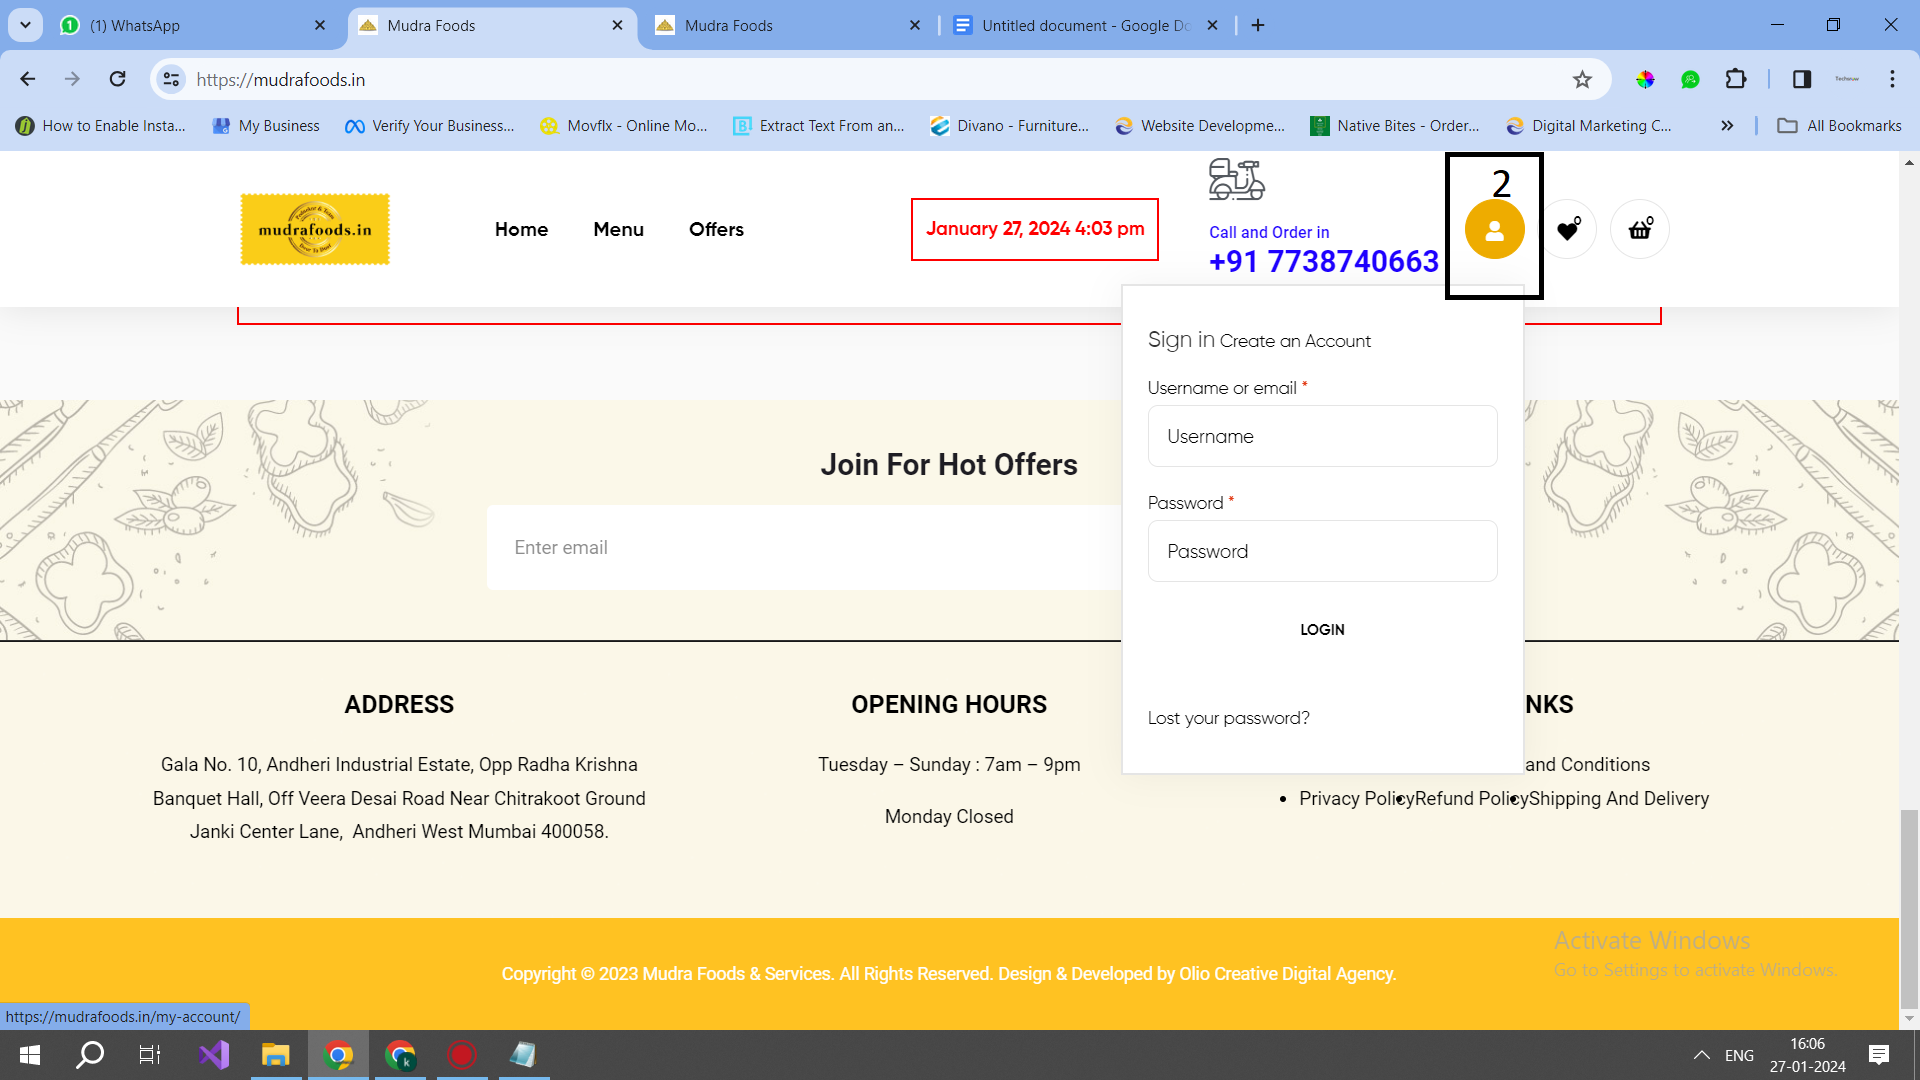 (1) WhatsApp
Mudra Foods
Mudra Foods
Untitled document - Google Do
https://mudrafoods.in
How to Enable Insta...
My Business
Verify Your Business...
Movflx - Online Mo...
Extract Text From an...
Divano - Furniture...
Website Developme...
Native Bites - Order...
Digital Marketing C...
All Bookmarks
mudrafoods.in
Home
Menu
Offers
January 27, 2024 4:03 pm
Call and Order in
+91 7738740663
2
0
0
Sign in Create an Account
Username or email *
Username
Password *
Password
LOGIN
Lost your password?
Join For Hot Offers
Enter email
ADDRESS
Gala No. 10, Andheri Industrial Estate, Opp Radha Krishna
Banquet Hall, Off Veera Desai Road Near Chitrakoot Ground
Janki Center Lane, Andheri West Mumbai 400058.
OPENING HOURS
Tuesday – Sunday : 7am – 9pm
Monday Closed
NKS
and Conditions
• Privacy Policy•Refund Policy•Shipping And Delivery
Activate Windows
Go to Settings to activate Windows.
Copyright © 2023 Mudra Foods & Services. All Rights Reserved. Design & Developed by Olio Creative Digital Agency.
https://mudrafoods.in/my-account/
ENG
16:06
27-01-2024